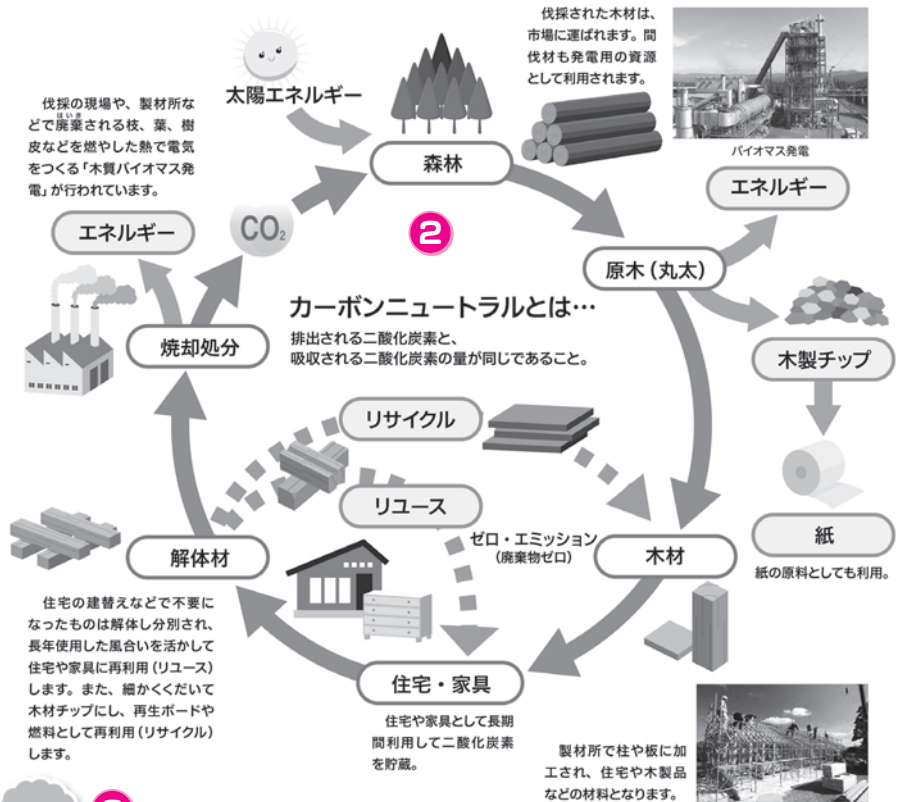 伐採された木材は、
市場に運ばれます。間
伐材も発電用の資源
として利用されます。
太陽エネルギー
伐採の現場や、製材所な
どで廃棄される枝、葉、樹
はいき
皮などを燃やした熱で電気
をつくる「木質バイオマス発
電」が行われています。
バイオマス発電
森林
エネルギー
エネルギー
CO₂
2
原木(丸太)
カーボンニュートラルとは…
排出される二酸化炭素と、
吸収される二酸化炭素の量が同じであること。
焼却処分
木製チップ
リサイクル
リユース
ゼロ・エミッション
(廃棄物ゼロ)
紙
紙の原料としても利用。
解体材
木材
住宅の建替えなどで不要に
なったものは解体し分別され、
長年使用した風合いを活かして
住宅や家具に再利用(リユース)
します。また、細かくくだいて
木材チップにし、再生ボードや
燃料として再利用(リサイクル)
します。
住宅・家具
住宅や家具として長期
間利用して二酸化炭素
を貯蔵。
製材所で柱や板に加
工され、住宅や木製品
などの材料となります。